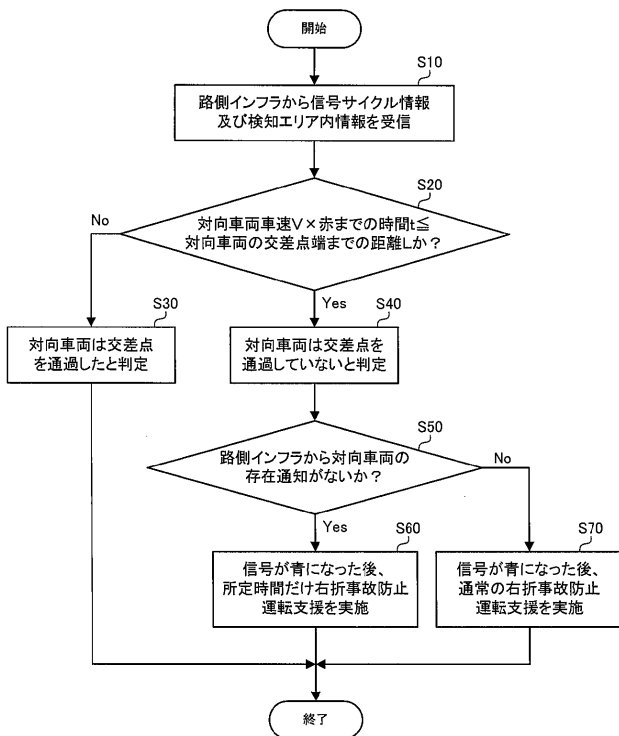 開始
S10
路側インフラから信号サイクル情報
及び検知エリア内情報を受信
S20
対向車両車速V×赤までの時間t≦
対向車両の交差点端までの距離Lか?
No
Yes
S30
対向車両は交差点
を通過したと判定
S40
対向車両は交差点を
通過していないと判定
S50
路側インフラから対向車両の
存在通知がないか?
No
Yes
S60
信号が青になった後、
所定時間だけ右折事故防止
運転支援を実施
S70
信号が青になった後、
通常の右折事故防止
運転支援を実施
終了